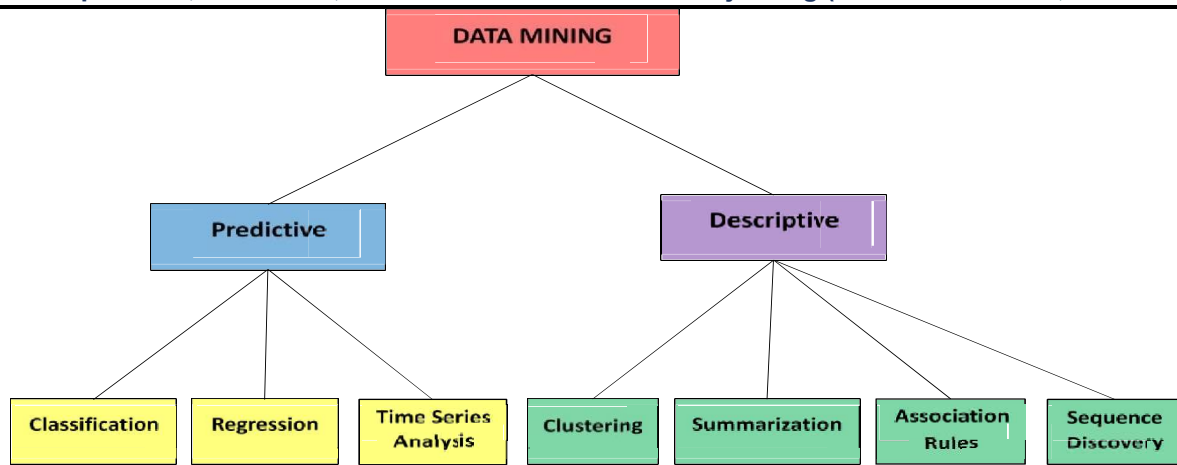 DATA MINING
Predictive
Descriptive
Classification
Regression
Time Series
Analysis
Clustering
Summarization
Association
Rules
Sequence
Discovery